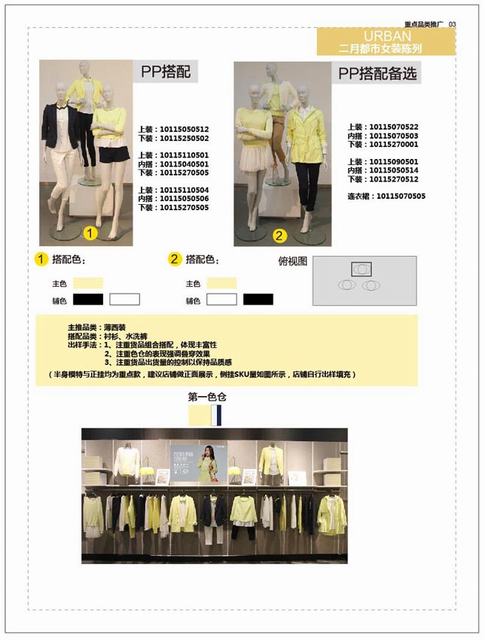 重点品类推广 03
URBAN
二月都市女装陈列
PP搭配
上装：10115050512
下装：10115250502
上装：10115110501
内搭：10115040501
下装：10115270505
上装：10115110504
内搭：10115050506
下装：10115270505
1
PP搭配备选
上装：10115070522
内搭：10115070503
下装：10115270001
上装：10115090501
内搭：10115050514
下装：10115270512
连衣裙：10115070505
2
1 搭配色：
主色
辅色
2 搭配色：
主色
辅色
俯视图
主推品类：薄西装
搭配品类：衬衫、水洗裤
出样手法：1、注重货品组合搭配，体现丰富性
2、注重色仓的表现强调叠穿效果
3、注重货品出货量的控制以保持品质感
（半身模特与正挂均为重点款，建议店铺做正面展示，侧挂SKU量如图所示，店铺自行出样填充）
第一色仓